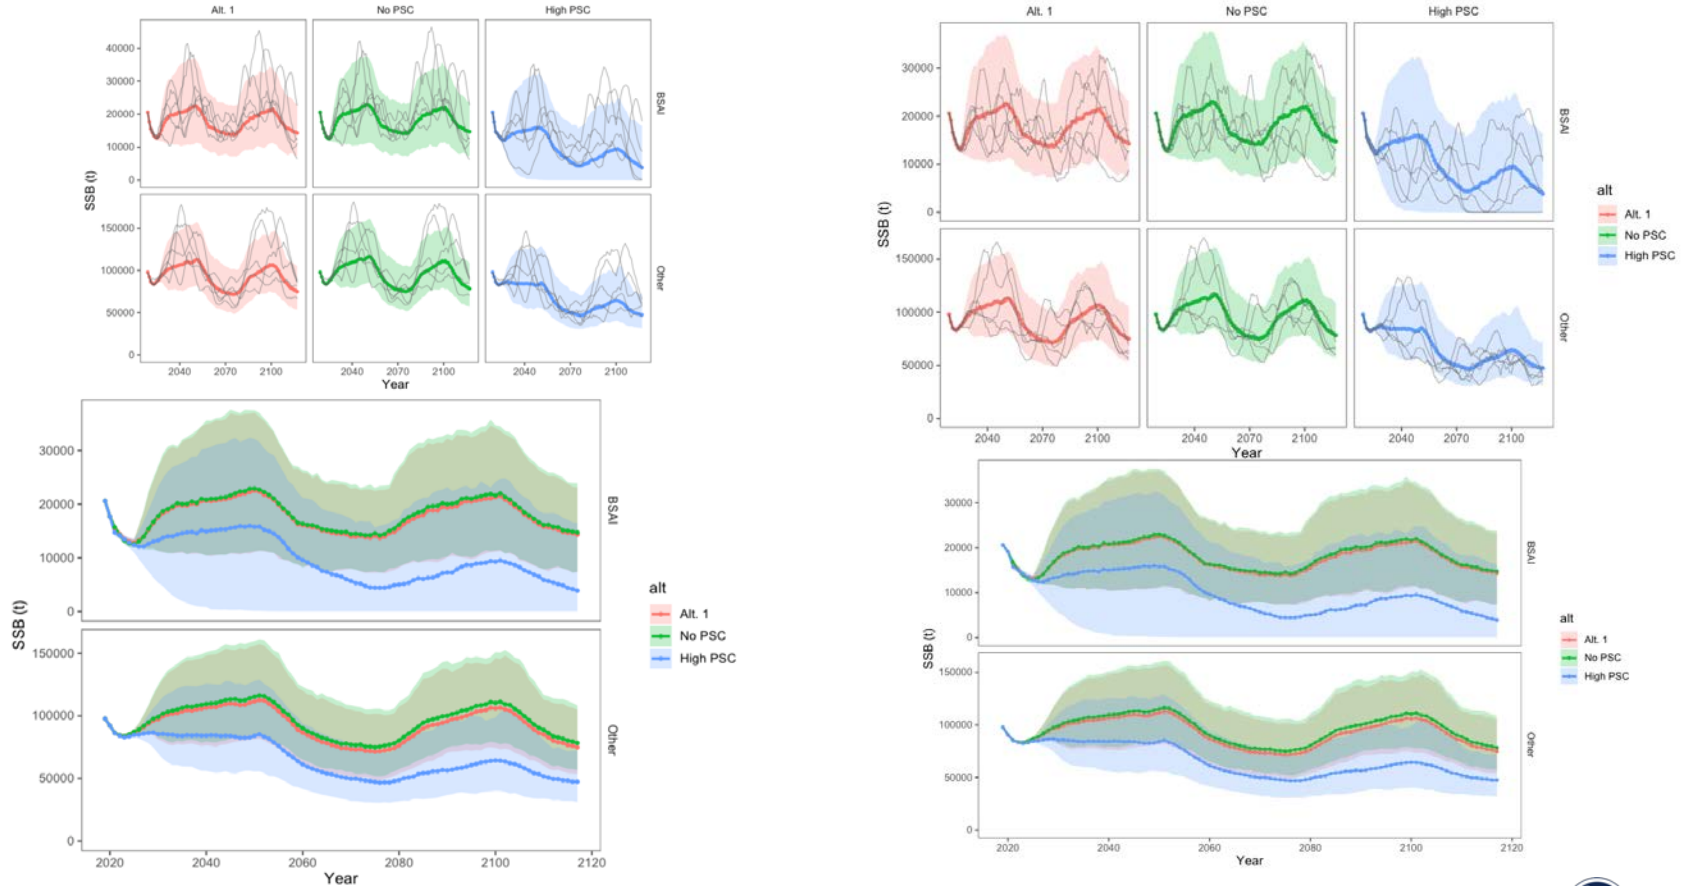 Alt. 1 No PSC High PSC
40000
30000
20000
10000
0
BSAI
SSB (t)
150000
100000
50000
0
Other
2040 2070 2100 2040 2070 2100 2040 2070 2100
Year
Alt. 1 No PSC High PSC
30000
20000
10000
0
BSAI
SSB (t)
150000
100000
50000
0
Other
2040 2070 2100 2040 2070 2100 2040 2070 2100
Year
alt
Alt. 1
No PSC
High PSC
30000
20000
10000
0
BSAI
SSB (t)
150000
100000
50000
0
Other
2020 2040 2060 2080 2100 2120
Year
alt
Alt. 1
No PSC
High PSC
30000
20000
10000
0
BSAI
SSB (t)
150000
100000
50000
0
Other
2020 2040 2060 2080 2100 2120
Year
alt
Alt. 1
No PSC
High PSC